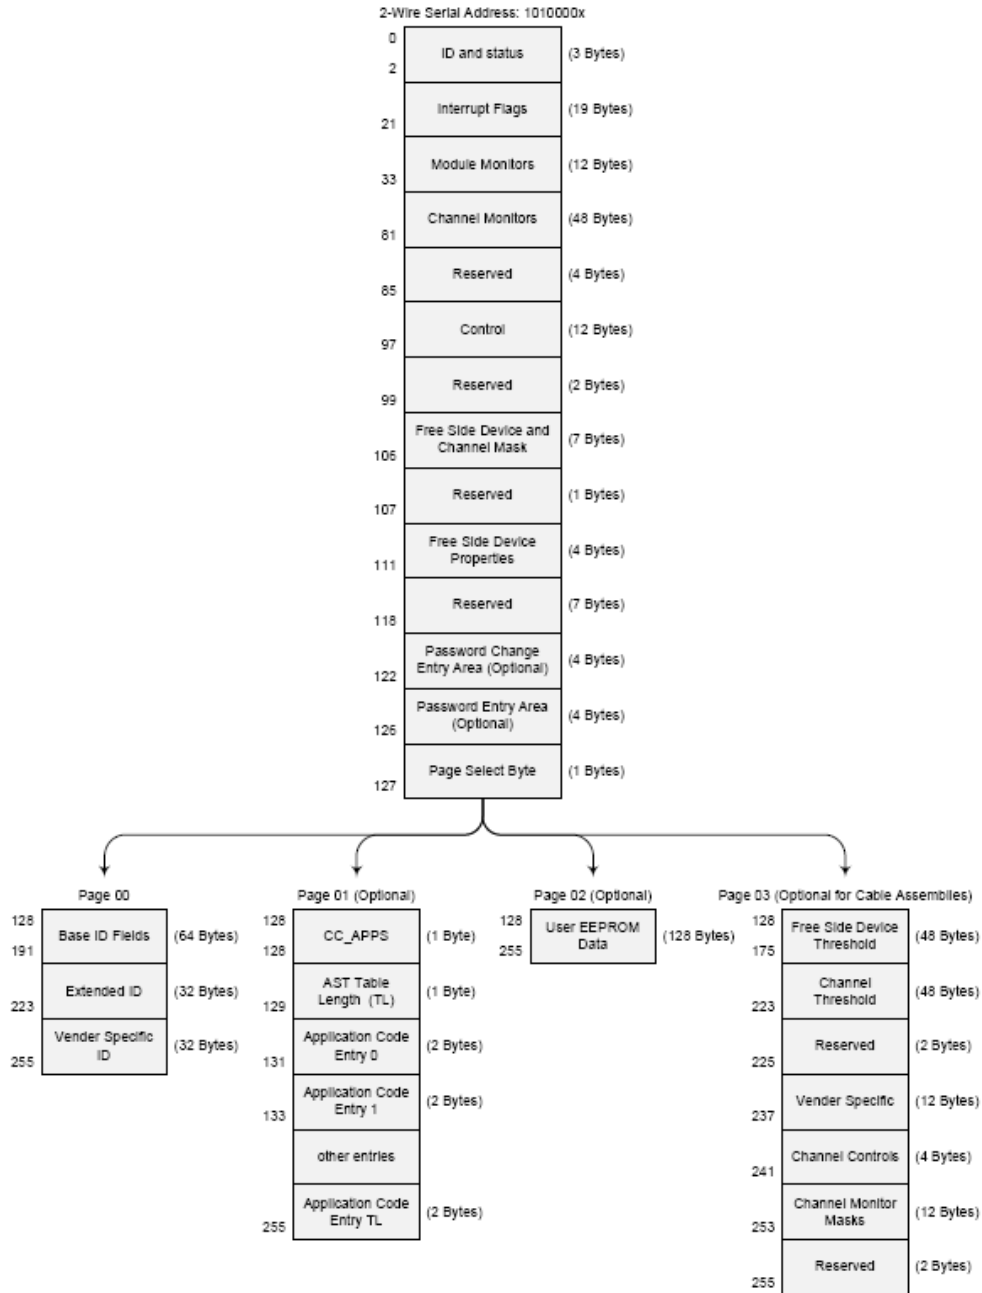 2-Wire Serial Address: 1010000x
0
ID and status (3 Bytes)
2
Interrupt Flags (19 Bytes)
21
Module Monitors (12 Bytes)
33
Channel Monitors (48 Bytes)
81
Reserved (4 Bytes)
85
Control (12 Bytes)
97
Reserved (2 Bytes)
99
Free Side Device and
Channel Mask (7 Bytes)
106
Reserved (1 Bytes)
107
Free Side Device
Properties (4 Bytes)
111
Reserved (7 Bytes)
118
Password Change
Entry Area (Optional) (4 Bytes)
122
Password Entry Area
(Optional) (4 Bytes)
126
Page Select Byte (1 Bytes)
127
Page 00
128
Base ID Fields (64 Bytes)
191
Extended ID (32 Bytes)
223
Vender Specific
ID (32 Bytes)
255
Page 01 (Optional)
128
CC_APPS (1 Byte)
128
AST Table
Length (TL) (1 Byte)
129
Application Code
Entry 0 (2 Bytes)
131
Application Code
Entry 1 (2 Bytes)
133
other entries
Application Code
Entry TL (2 Bytes)
255
Page 02 (Optional)
128
User EEPROM
Data (128 Bytes)
255
Page 03 (Optional for Cable Assemblies)
128
Free Side Device
Threshold (48 Bytes)
175
Channel
Threshold (48 Bytes)
223
Reserved (2 Bytes)
225
Vender Specific (12 Bytes)
237
Channel Controls (4 Bytes)
241
Channel Monitor
Masks (12 Bytes)
253
Reserved (2 Bytes)
255